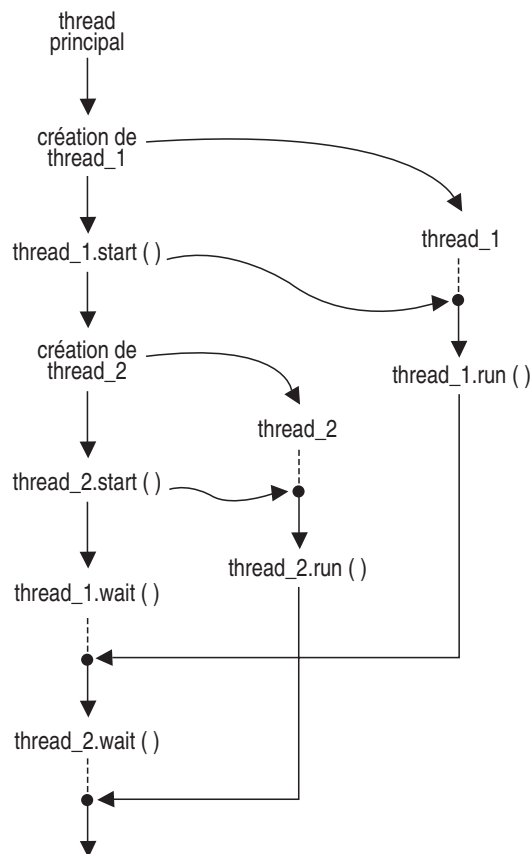 thread
principal
création de
thread_1
thread_1
thread_1.start ( )
création de
thread_2
thread_1.run ( )
thread_2
thread_2.start ( )
thread_2.run ( )
thread_1.wait ( )
thread_2.wait ( )